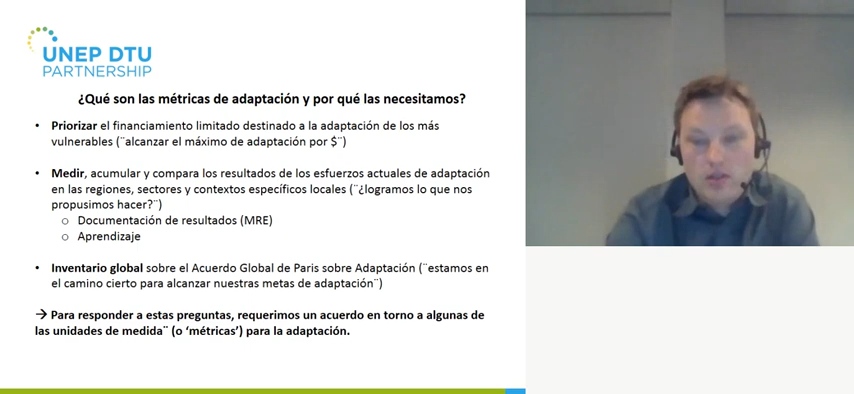 UNEP DTU
PARTNERSHIP
¿Qué son las métricas de adaptación y por qué las necesitamos?
• Priorizar el financiamiento limitado destinado a la adaptación de los más
vulnerables (¨alcanzar el máximo de adaptación por $¨)
• Medir, acumular y compara los resultados de los esfuerzos actuales de adaptación
en las regiones, sectores y contextos específicos locales (¨¿logramos lo que nos
propusimos hacer?¨)
o Documentación de resultados (MRE)
o Aprendizaje
• Inventario global sobre el Acuerdo Global de Paris sobre Adaptación (¨estamos en
el camino cierto para alcanzar nuestras metas de adaptación¨)
→ Para responder a estas preguntas, requerimos un acuerdo en torno a algunas de
las unidades de medida¨ (o ‘métricas’) para la adaptación.